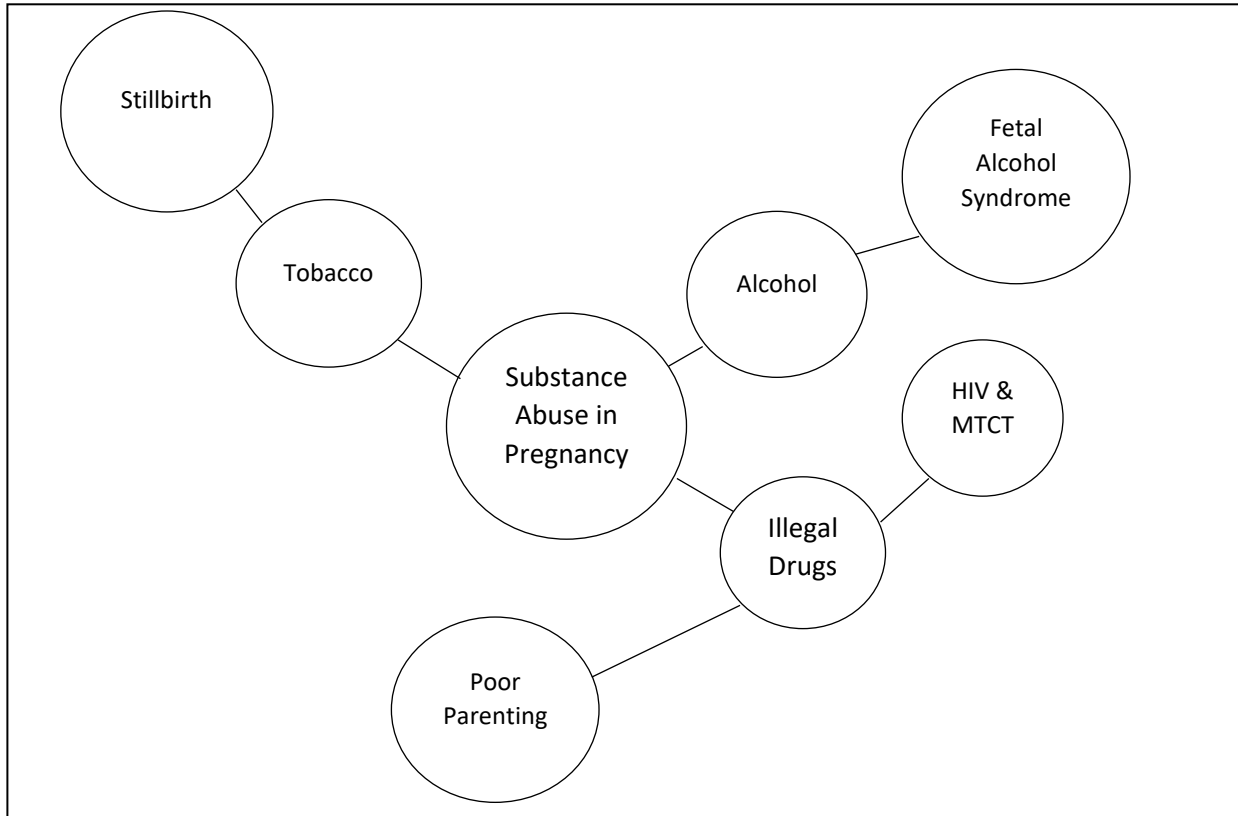 Stillbirth
Tobacco
Substance
Abuse in
Pregnancy
Alcohol
Fetal
Alcohol
Syndrome
HIV &
MTCT
Illegal
Drugs
Poor
Parenting